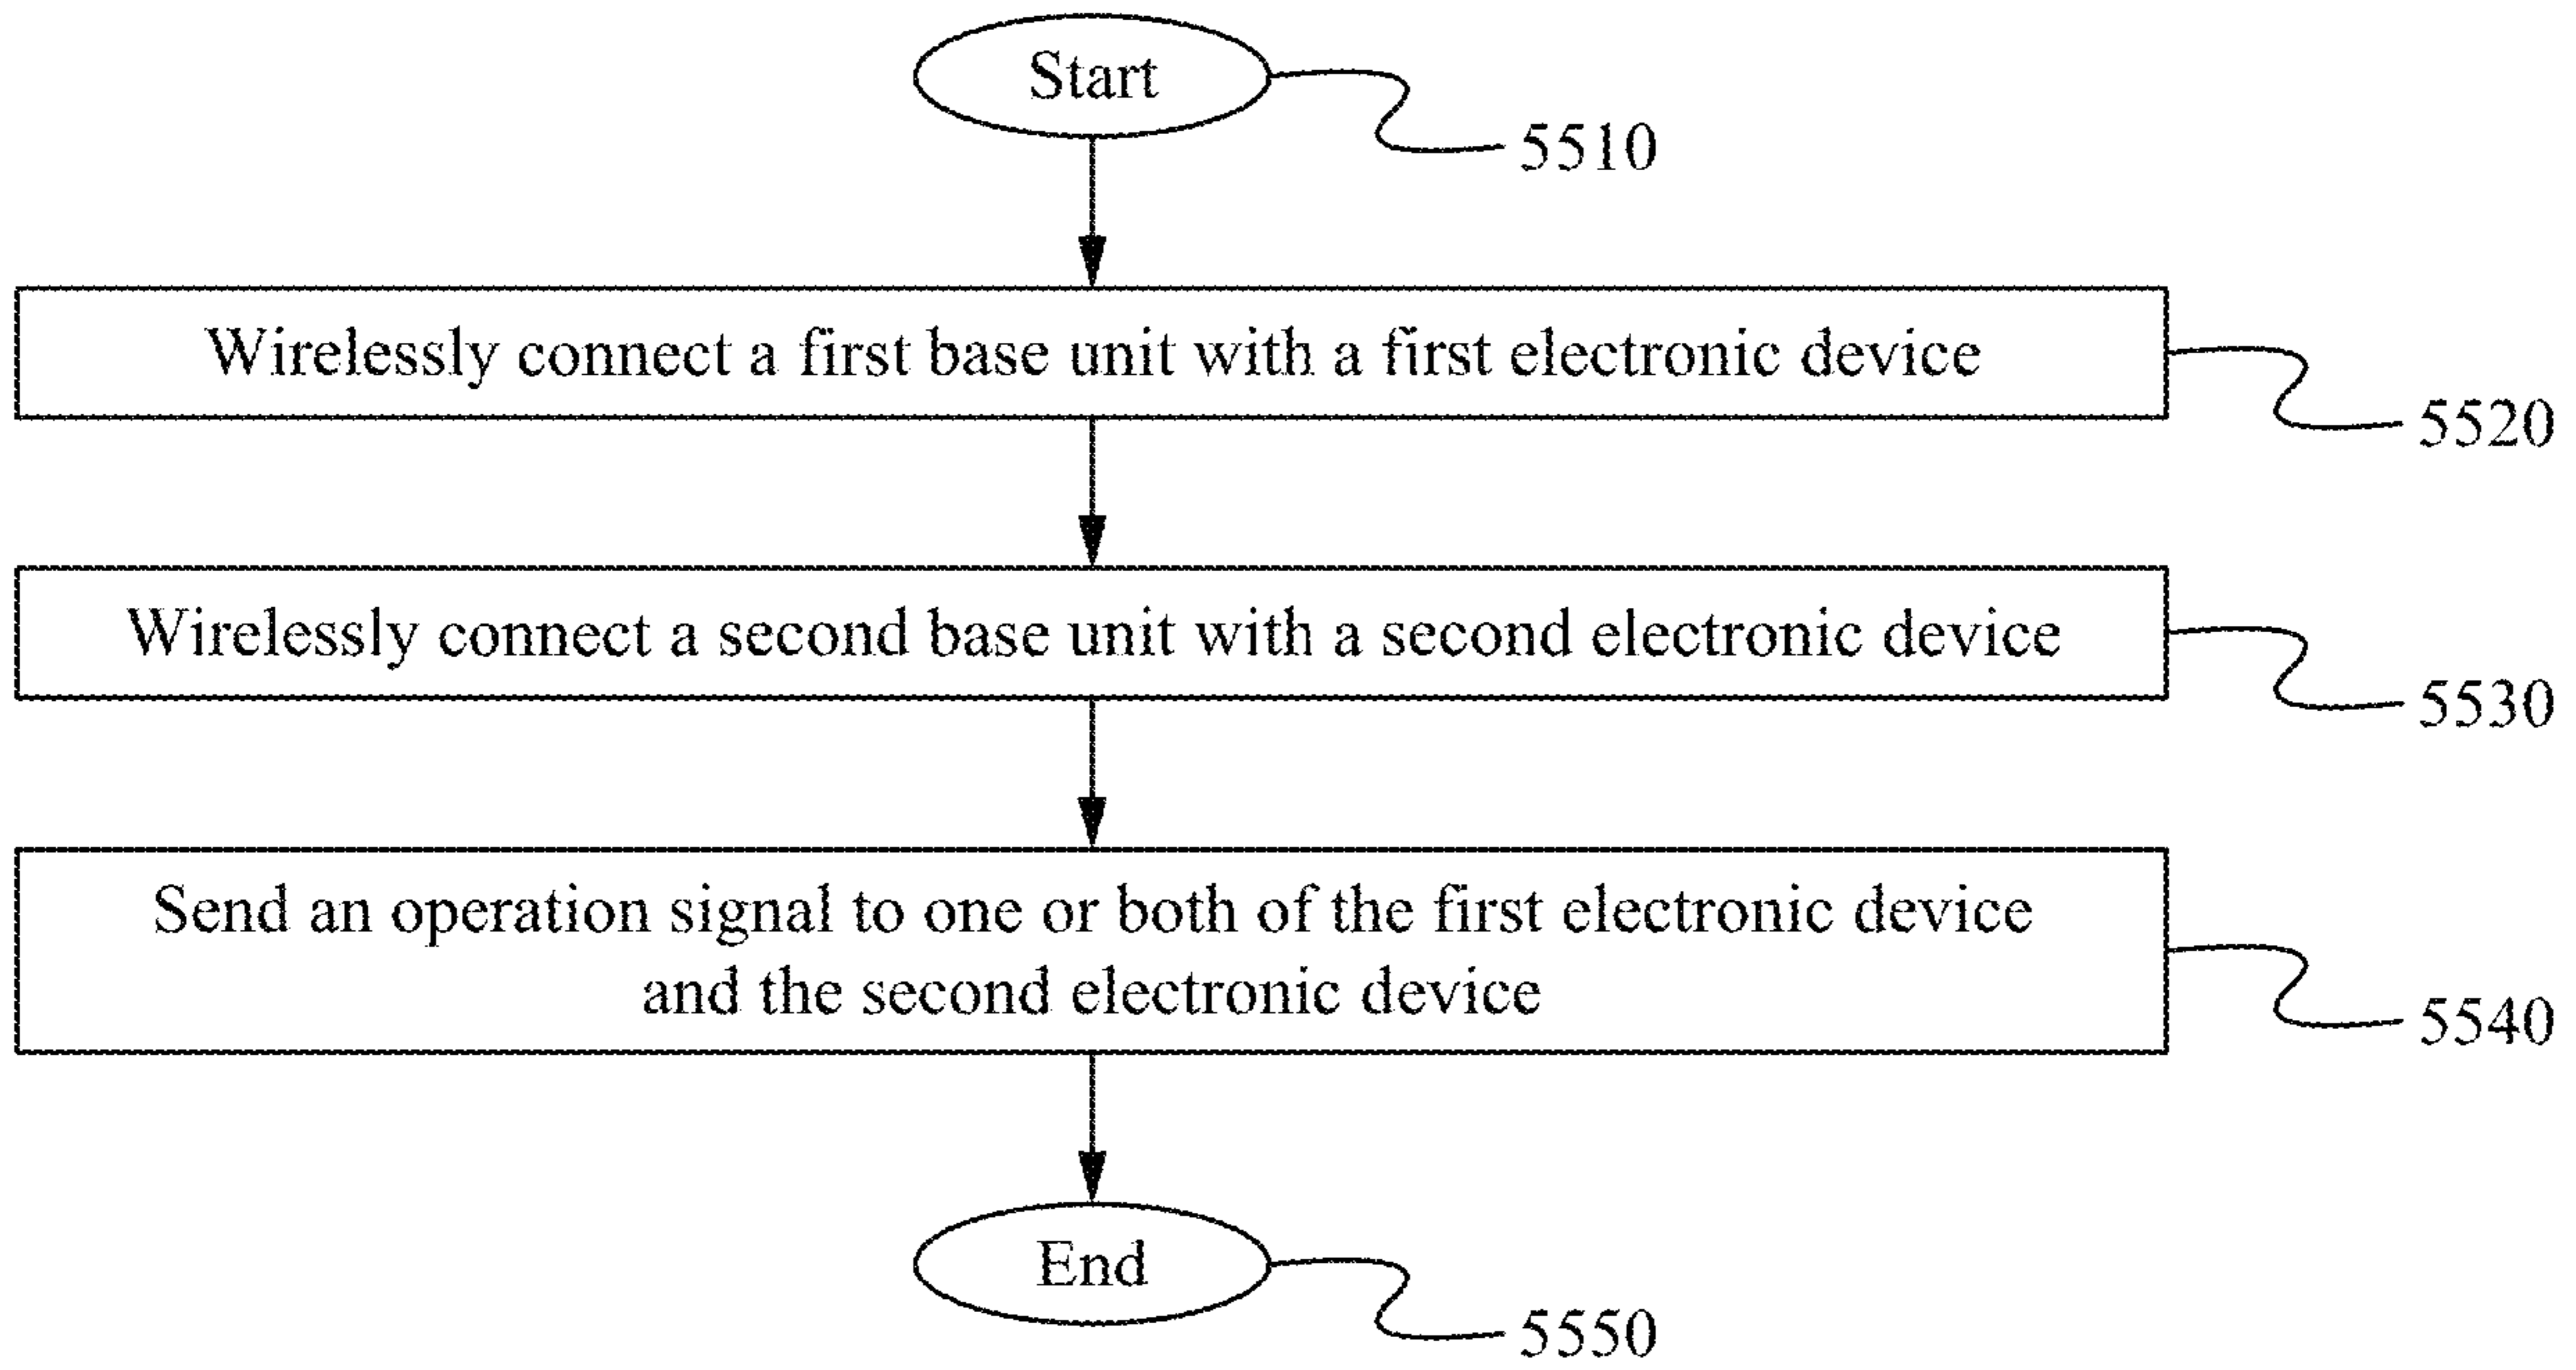 Start
5510
Wirelessly connect a first base unit with a first electronic device
5520
Wirelessly connect a second base unit with a second electronic device
5530
Send an operation signal to one or both of the first electronic device
and the second electronic device
5540
End
5550